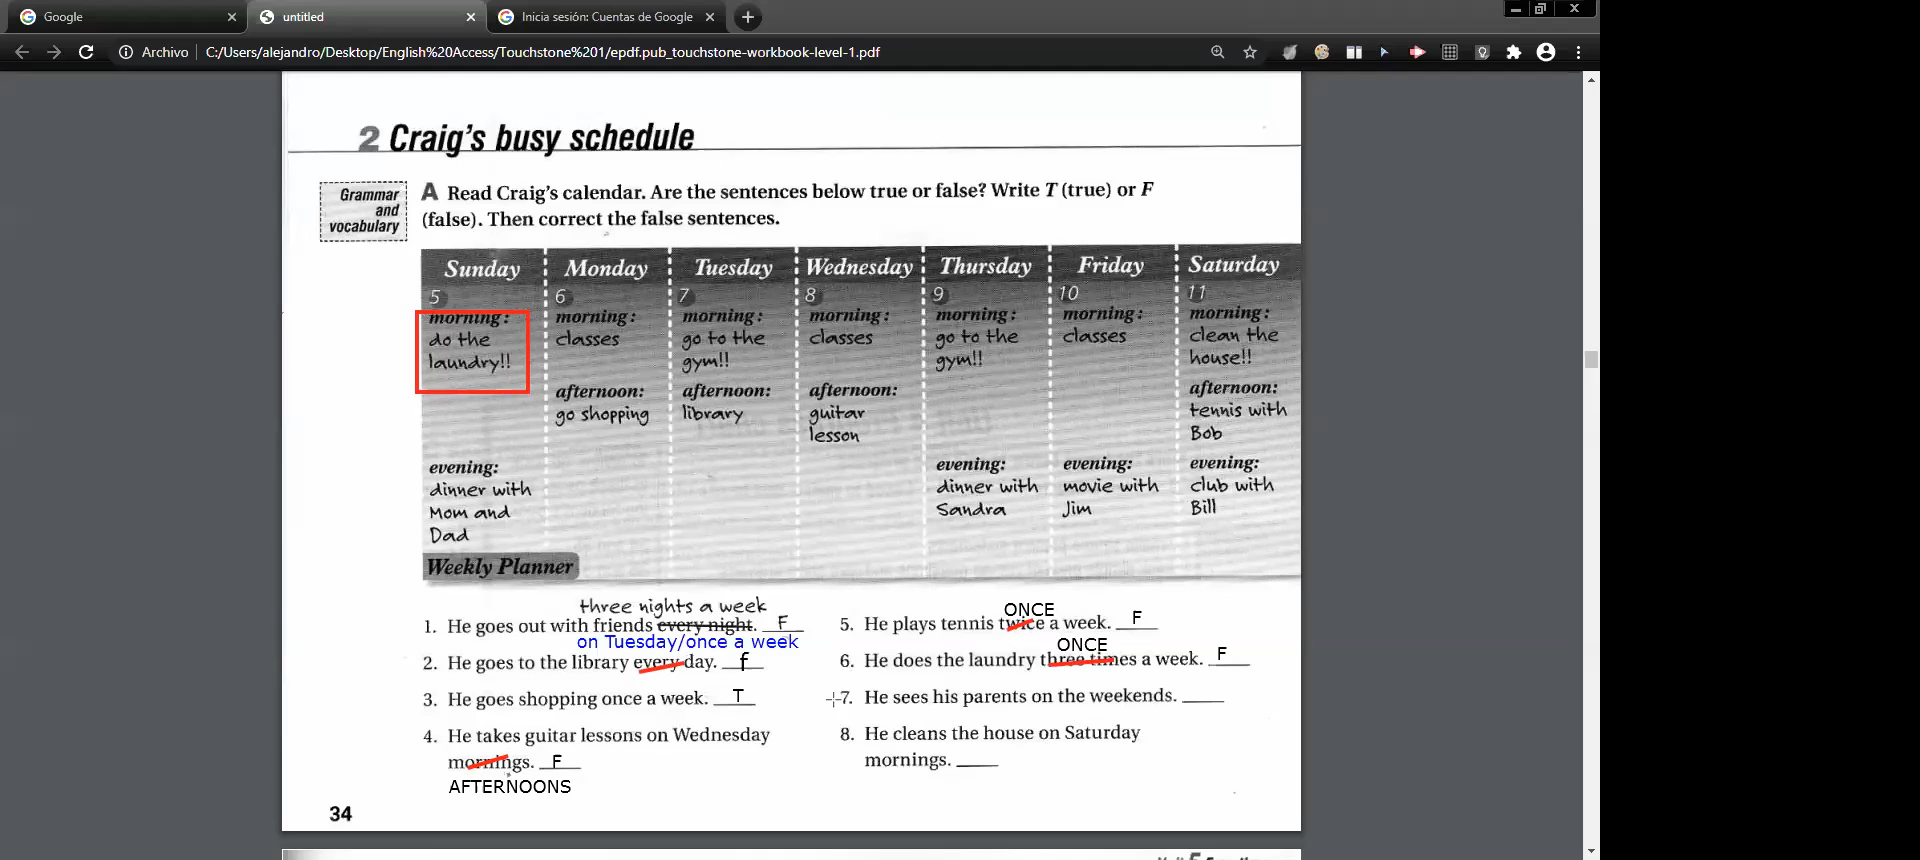 Google
untitled
Inicia sesión: Cuentas de Google
Archivo
C:/Users/alejandro/Desktop/English%20Access/Touchstone%201/epdf.pub_touchstone-workbook-level-1.pdf
2 Craig's busy schedule
Grammar
and
vocabulary
A Read Craig's calendar. Are the sentences below true or false? Write T (true) or F
(false). Then correct the false sentences.
Sunday
5
morning:
do the
laundry!!
evening:
dinner with
Mom and
Dad
Monday
6
morning:
classes
afternoon:
go shopping
Tuesday
7
morning:
go to the
gym!!
afternoon:
library
Wednesday
8
morning:
classes
afternoon:
guitar
lesson
Thursday
9
morning:
go to the
gym!!
evening:
dinner with
Sandra
Friday
10
morning:
classes
evening:
movie with
Jim
Saturday
11
morning:
clean the
house!!
afternoon:
tennis with
Bob
evening:
club with
Bill
Weekly Planner
three nights a week
1. He goes out with friends every night. F
on Tuesday/once a week
2. He goes to the library every day. f
3. He goes shopping once a week. T
4. He takes guitar lessons on Wednesday
mornings. F
AFTERNOONS
ONCE
5. He plays tennis twice a week. F
ONCE
6. He does the laundry three times a week. F
7. He sees his parents on the weekends.
8. He cleans the house on Saturday
mornings.
34